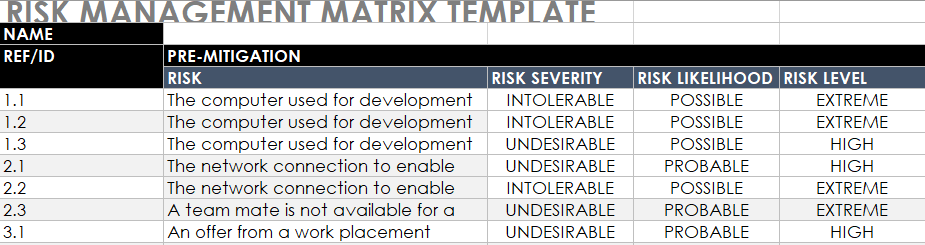 RISK MANAGEMENT MATRIX TEMPLATE
NAME
REF/ID PRE-MITIGATION
RISK RISK SEVERITY RISK LIKELIHOOD RISK LEVEL
1.1 The computer used for development INTOLERABLE POSSIBLE EXTREME
1.2 The computer used for development INTOLERABLE POSSIBLE EXTREME
1.3 The computer used for development UNDESIRABLE POSSIBLE HIGH
2.1 The network connection to enable UNDESIRABLE PROBABLE HIGH
2.2 The network connection to enable INTOLERABLE POSSIBLE EXTREME
2.3 A team mate is not available for a UNDESIRABLE PROBABLE EXTREME
3.1 An offer from a work placement UNDESIRABLE PROBABLE HIGH